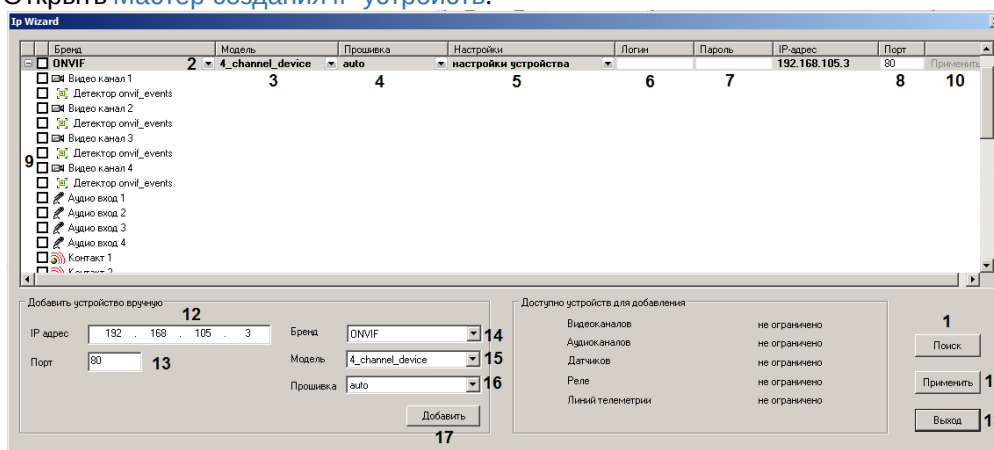 Открыть Мастер создания IP устройств.
Ip Wizard
Бренд Модель Прошивка Настройки Логин Пароль IP-адрес Порт
ONVIF 2 4_channel_device auto настройки устройства 192.168.105.3 80 Применить
3 4 5 6 7 8 10
Видео канал 1
Детектор onvif_events
Видео канал 2
Детектор onvif_events
Видео канал 3
Детектор onvif_events
9 Видео канал 4
Детектор onvif_events
Аудио вход 1
Аудио вход 2
Аудио вход 3
Аудио вход 4
Контакт 1
Контакт 2
Добавить устройство вручную
12
IP адрес 192 . 168 . 105 . 3
Порт 80 13
Бренд ONVIF 14
Модель 4_channel_device 15
Прошивка auto 16
Добавить
17
Доступно устройств для добавления
Видеоканалов не ограничено
Аудиоканалов не ограничено
Датчиков не ограничено
Реле не ограничено
Линий телеметрии не ограничено
1
Поиск
Применить 1
Выход 1